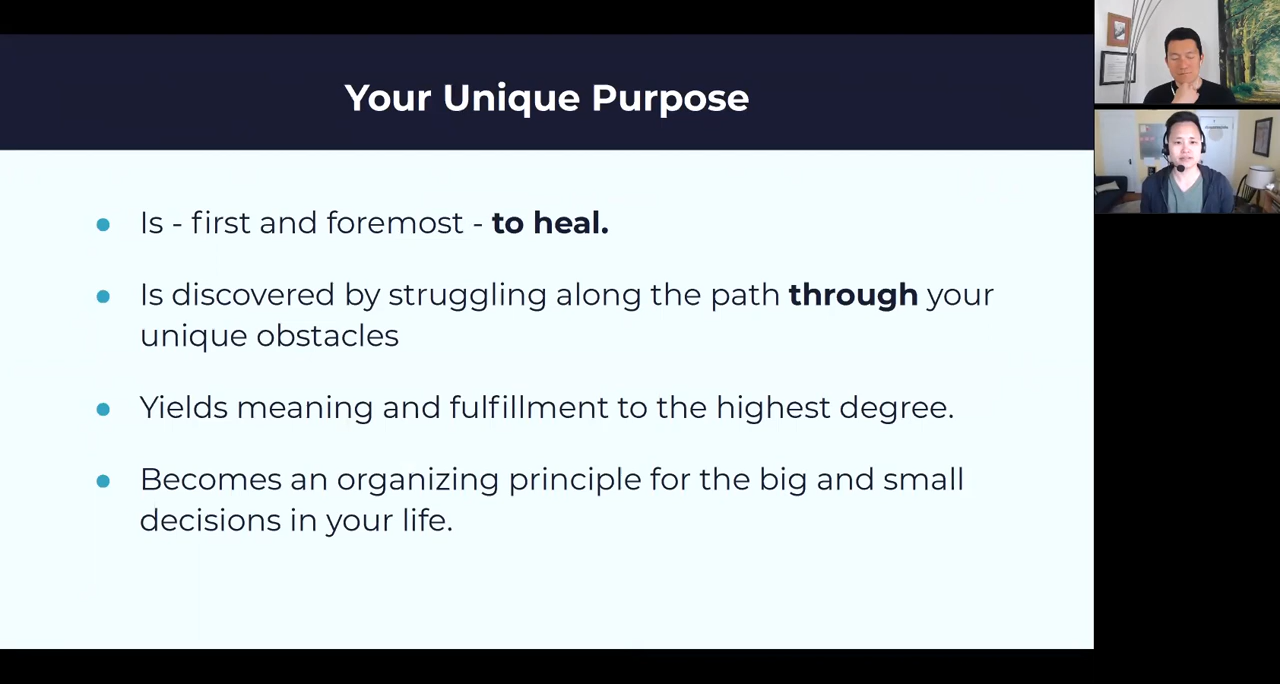 Your Unique Purpose
Is - first and foremost - to heal.
Is discovered by struggling along the path through your
unique obstacles
Yields meaning and fulfillment to the highest degree.
Becomes an organizing principle for the big and small
decisions in your life.